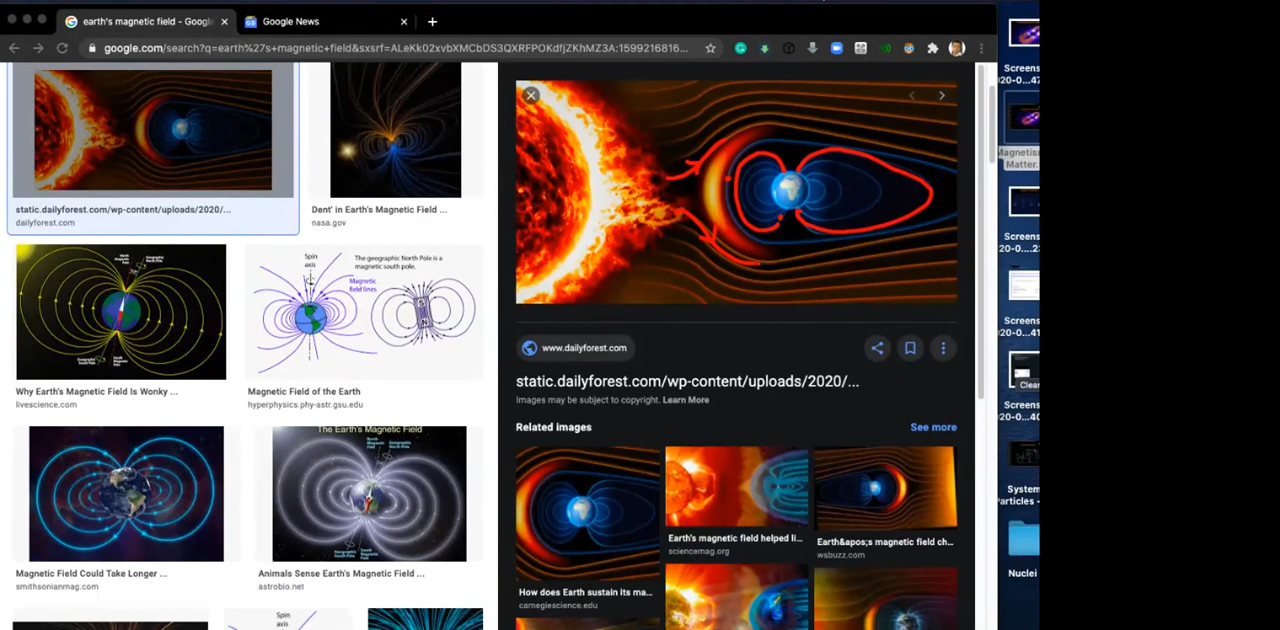 earth's magnetic field - Googl
Google News
google.com/search?q=earth%27s+magnetic+field&sxsrf=ALeKk02xvbXMCbDS3QXRFPOKdfjZKhMZ3A:1599216816...
static.dailyforest.com/wp-content/uploads/2020/...
dailyforest.com
Dent' in Earth's Magnetic Field ...
nasa.gov
Why Earth's Magnetic Field Is Wonky ...
livescience.com
Spin
axis
The geographic North Pole is a
magnetic south pole.
Magnetic
field lines
S
N
Magnetic Field of the Earth
hyperphysics.phy-astr.gsu.edu
Magnetic Field Could Take Longer ...
smithsonianmag.com
The Earth's Magnetic Field
Animals Sense Earth's Magnetic Field ...
astrobio.net
Spin
axis
www.dailyforest.com
static.dailyforest.com/wp-content/uploads/2020/...
Images may be subject to copyright. Learn More
Related images
See more
How does Earth sustain its ma...
carnegiescience.edu
Earth's magnetic field helped li...
sciencemag.org
Earth&apos;s magnetic field ch...
wsbuzz.com
Screens
Magnetism
Matter.
Screens
Screens
Clear
Screens
System
Particles -
Nuclei